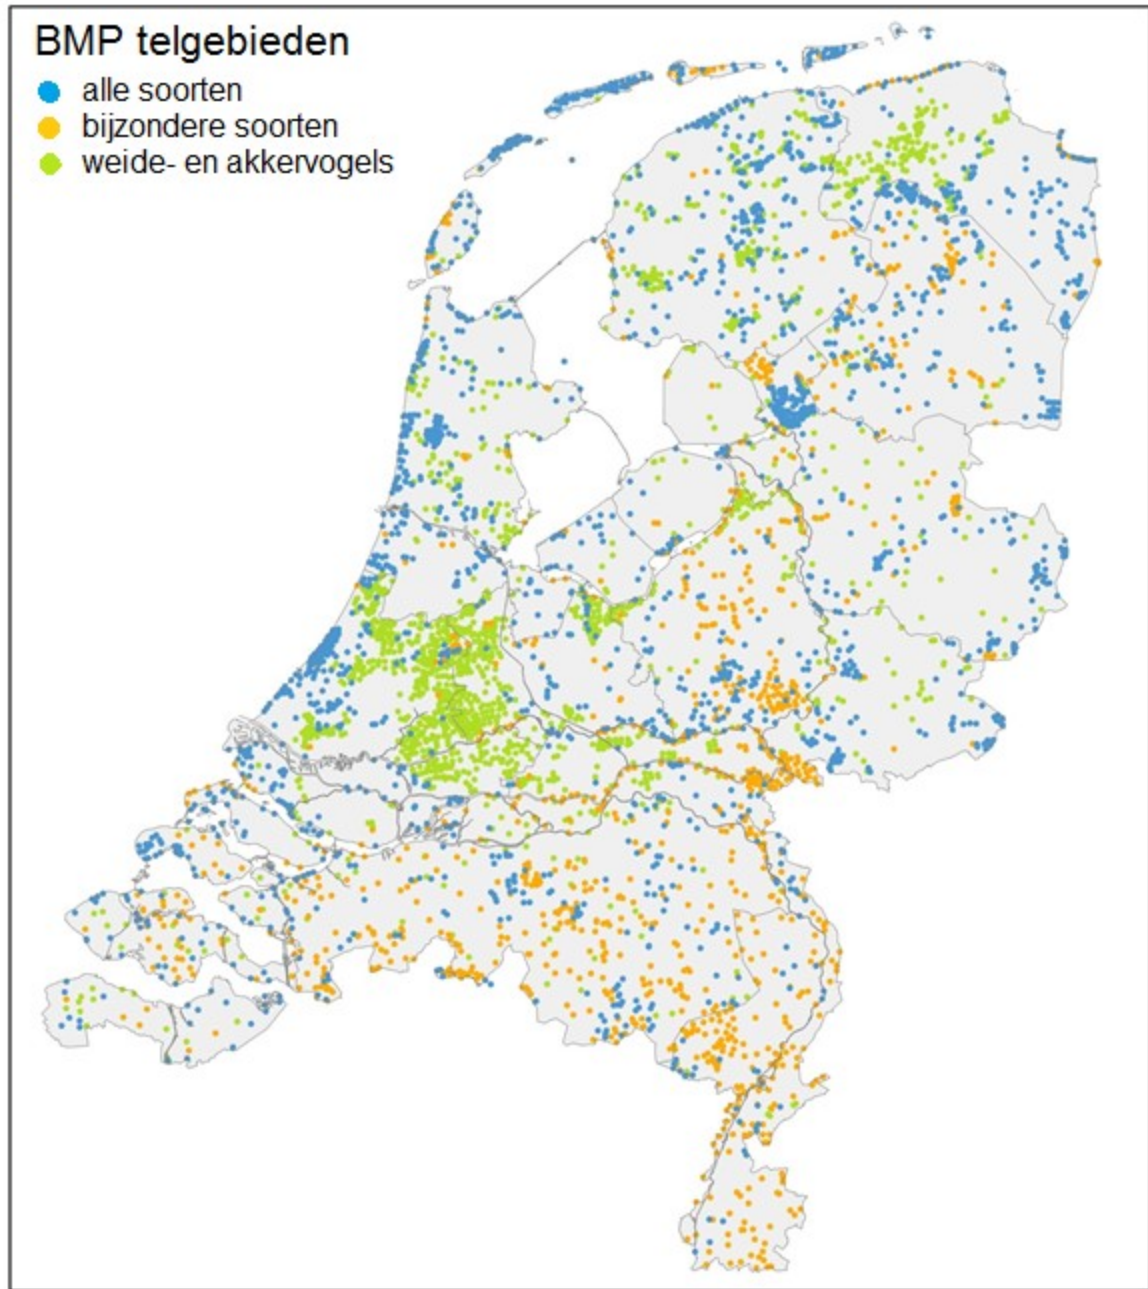 BMP telgebieden
alle soorten
bijzondere soorten
weide- en akkervogels